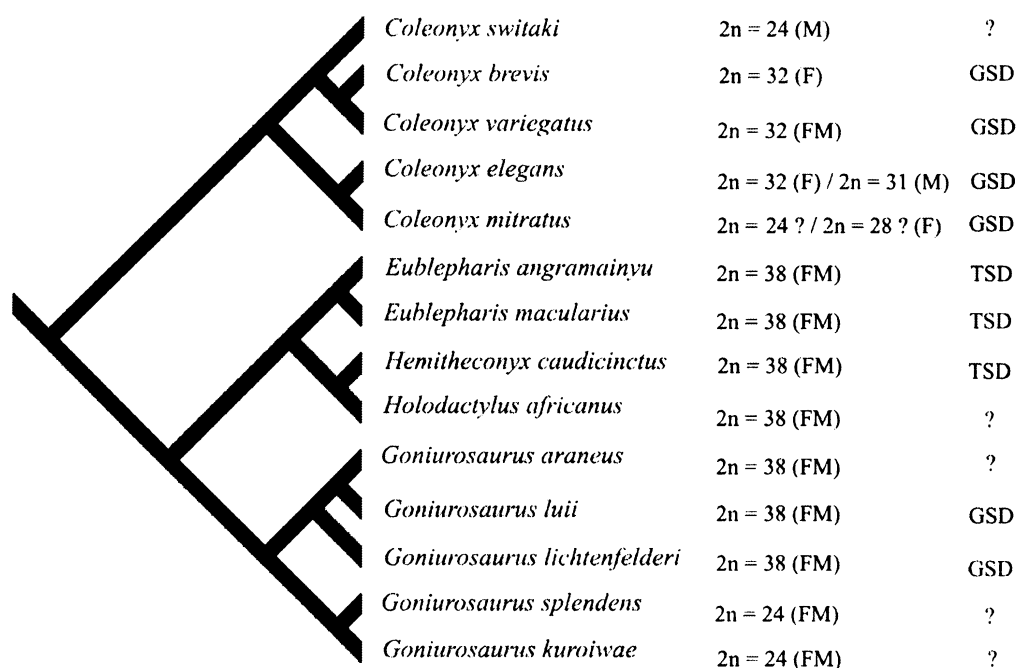 Coleonyx switaki 2n = 24 (M) ?
Coleonyx brevis 2n = 32 (F) GSD
Coleonyx variegatus 2n = 32 (FM) GSD
Coleonyx elegans 2n = 32 (F) / 2n = 31 (M) GSD
Coleonyx mitratus 2n = 24 ? / 2n = 28 ? (F) GSD
Eublepharis angramainyu 2n = 38 (FM) TSD
Eublepharis macularius 2n = 38 (FM) TSD
Hemitheconyx caudicinctus 2n = 38 (FM) TSD
Holodactylus africanus 2n = 38 (FM) ?
Goniurosaurus araneus 2n = 38 (FM) ?
Goniurosaurus luii 2n = 38 (FM) GSD
Goniurosaurus lichtenfelderi 2n = 38 (FM) GSD
Goniurosaurus splendens 2n = 24 (FM) ?
Goniurosaurus kuroiwae 2n = 24 (FM) ?